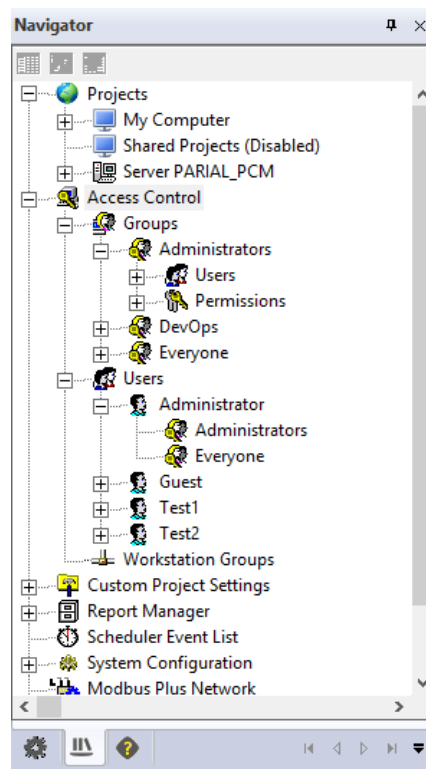 Navigator
Projects
My Computer
Shared Projects (Disabled)
Server PARIAL_PCM
Access Control
Groups
Administrators
Users
Permissions
DevOps
Everyone
Users
Administrator
Administrators
Everyone
Guest
Test1
Test2
Workstation Groups
Custom Project Settings
Report Manager
Scheduler Event List
System Configuration
Modbus Plus Network